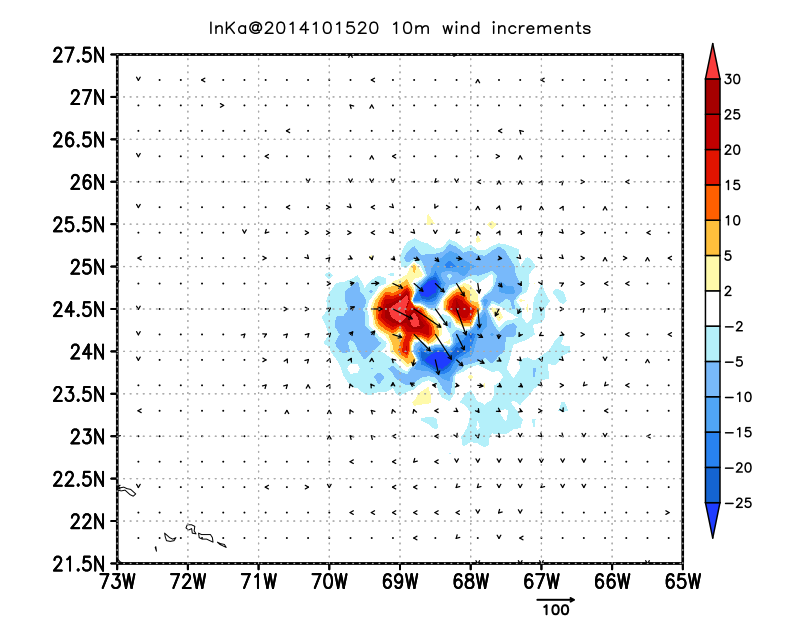 InKa@2014101520 10m wind increments
27.5N
27N
26.5N
26N
25.5N
25N
24.5N
24N
23.5N
23N
22.5N
22N
21.5N
73W 72W 71W 70W 69W 68W 67W 66W 65W
100
30
25
20
15
10
5
2
−2
−5
−10
−15
−20
−25